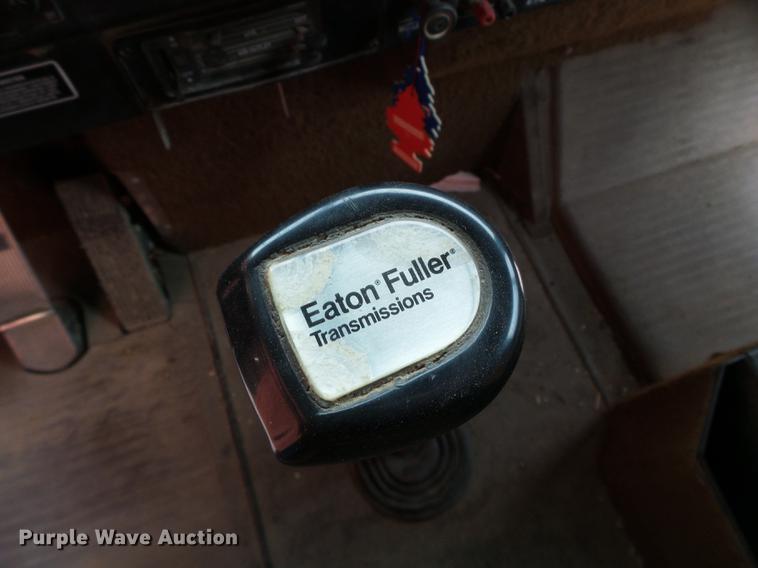 Eaton® Fuller®
Transmissions
Purple Wave Auction